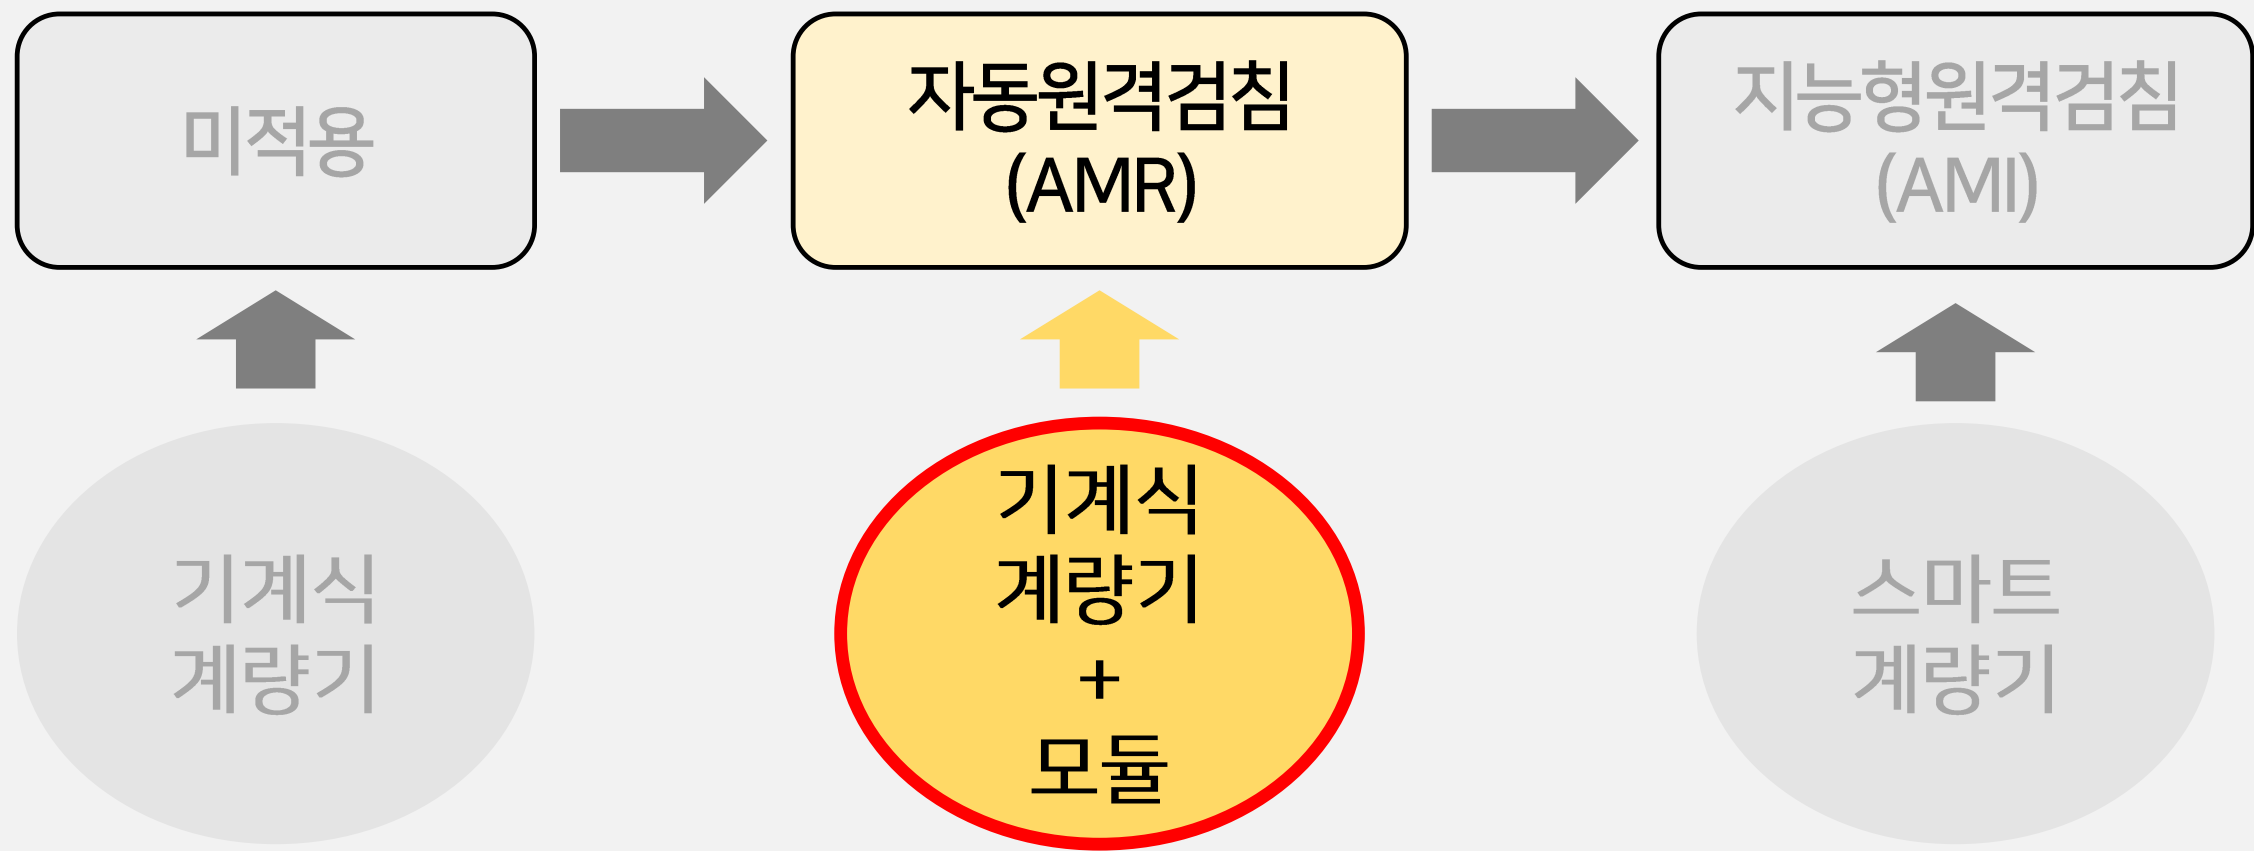 미적용
자동원격검침
(AMR)
지능형원격검침
(AMI)
기계식
계량기
기계식
계량기
+
모듈
스마트
계량기